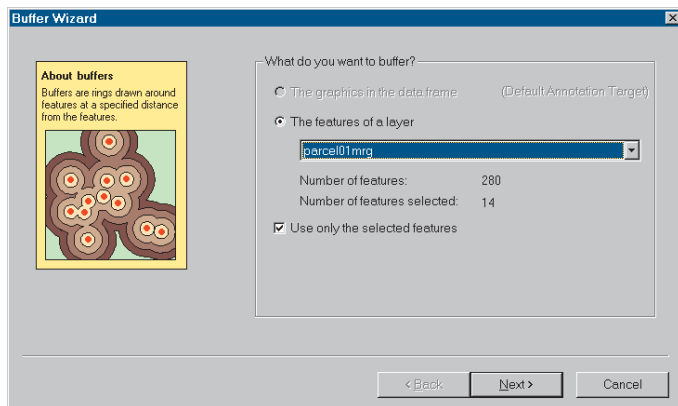 Buffer Wizard
About buffers
Buffers are rings drawn around
features at a specified distance
from the features.
What do you want to buffer?
The graphics in the data frame (Default Annotation Target)
The features of a layer
parcel01mrg
Number of features: 280
Number of features selected: 14
Use only the selected features
< Back Next > Cancel